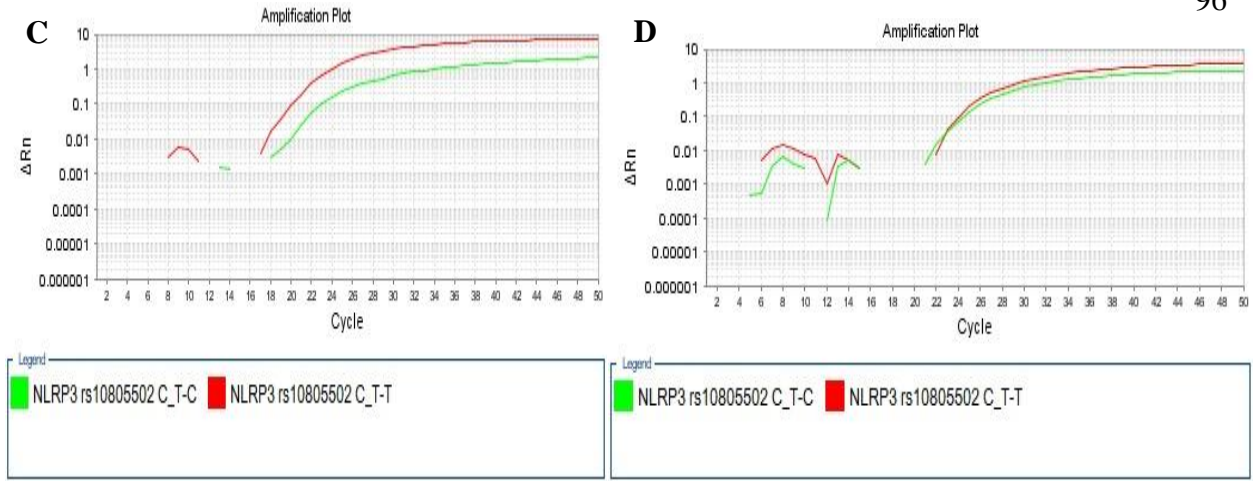 96
C
Amplification Plot
10
1
0.1
0.01
0.001
0.0001
0.00001
0.000001
ΔRn
2 4 6 8 10 12 14 16 18 20 22 24 26 28 30 32 34 36 38 40 42 44 46 48 50
Cycle
Legend
NLRP3 rs10805502 C_T-C NLRP3 rs10805502 C_T-T
D
Amplification Plot
10
1
0.1
0.01
0.001
0.0001
0.00001
0.000001
ΔRn
2 4 6 8 10 12 14 16 18 20 22 24 26 28 30 32 34 36 38 40 42 44 46 48 50
Cycle
Legend
NLRP3 rs10805502 C_T-C NLRP3 rs10805502 C_T-T